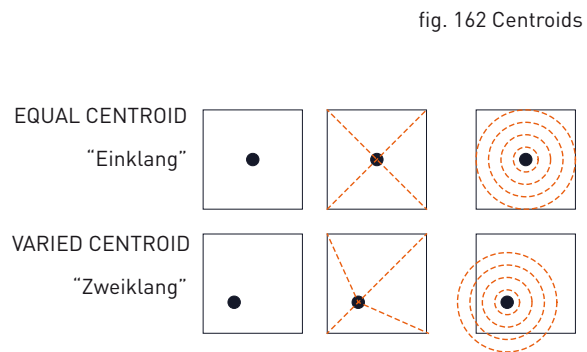 fig. 162 Centroids
EQUAL CENTROID
“Einklang”
VARIED CENTROID
“Zweiklang”